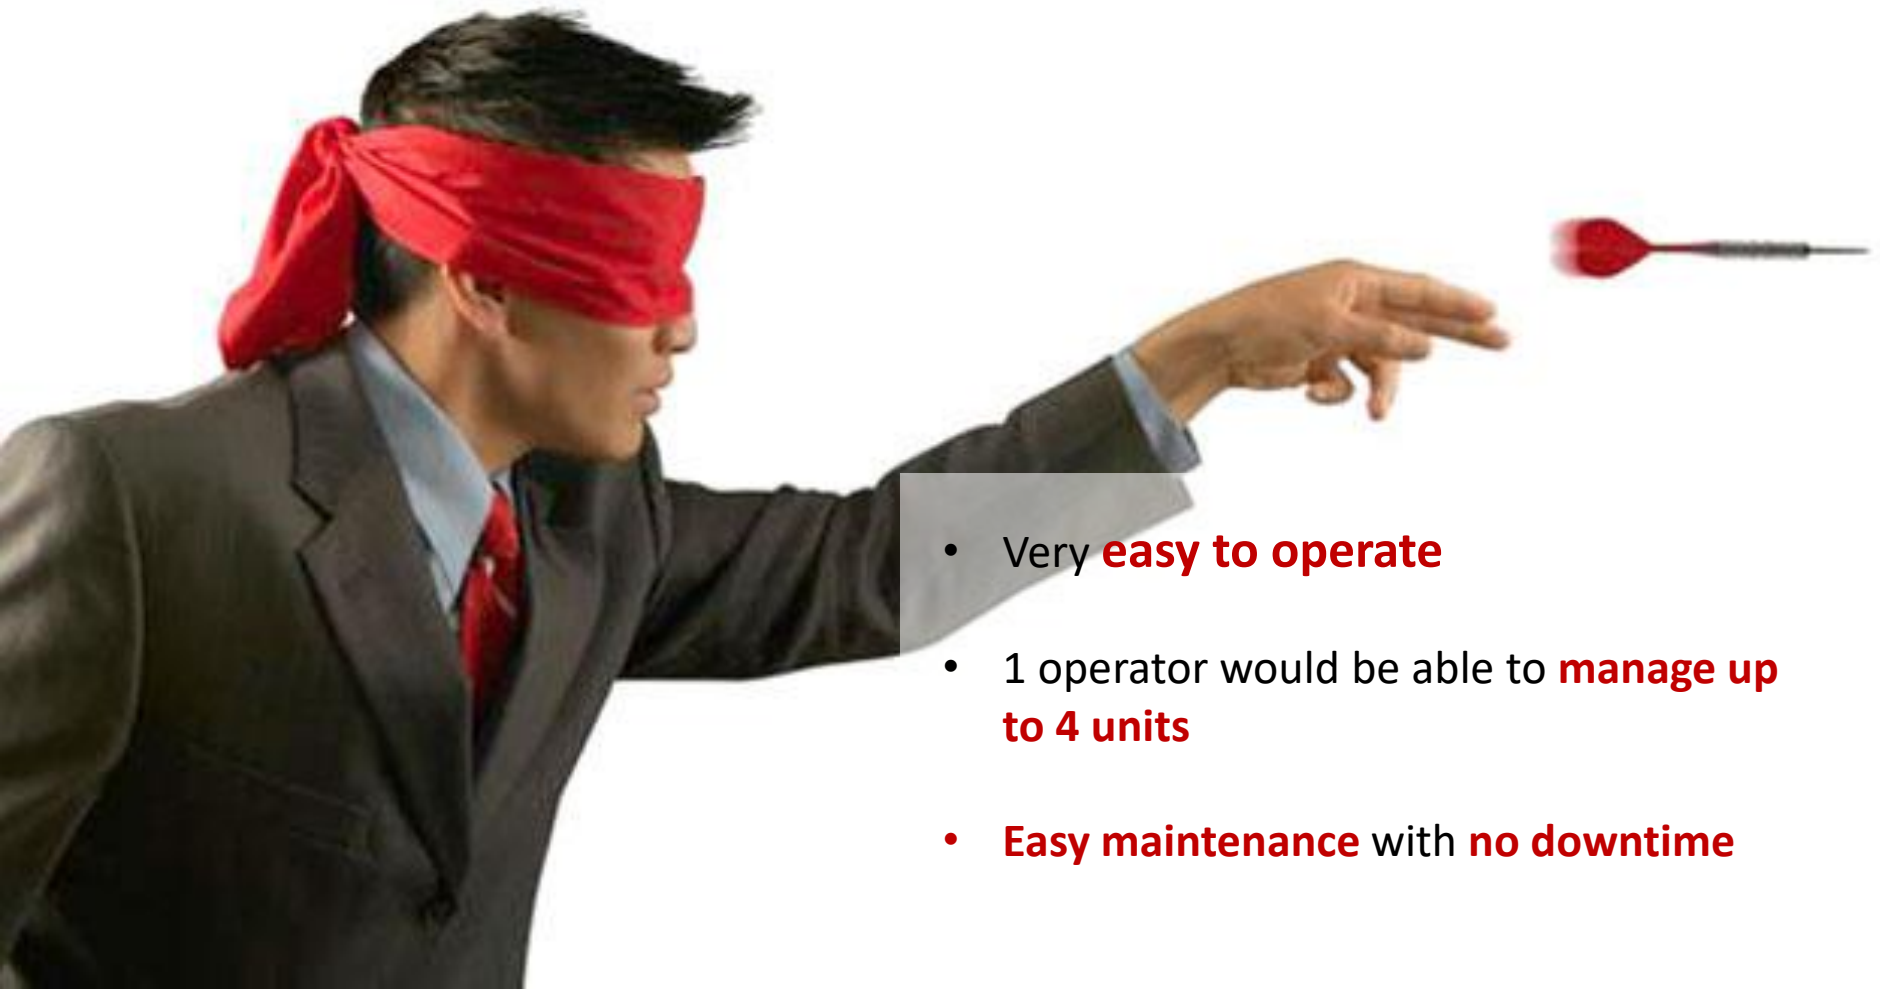 • Very easy to operate
• 1 operator would be able to manage up
to 4 units
• Easy maintenance with no downtime